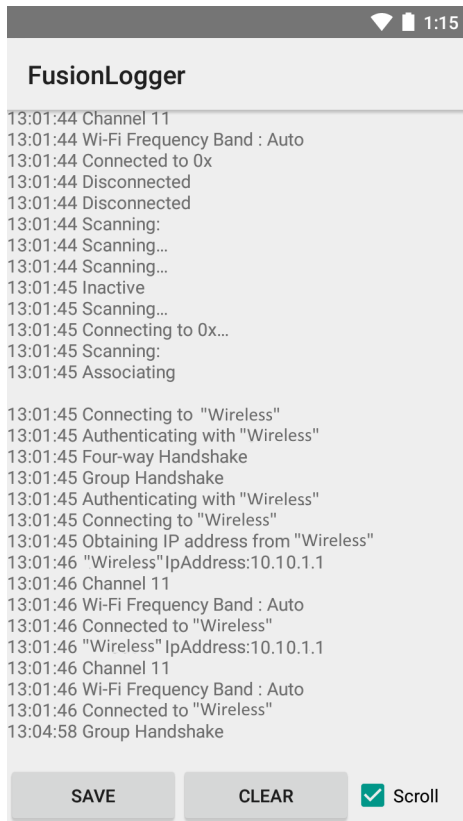 1:15
FusionLogger
13:01:44 Channel 11
13:01:44 Wi-Fi Frequency Band : Auto
13:01:44 Connected to 0x
13:01:44 Disconnected
13:01:44 Disconnected
13:01:44 Scanning:
13:01:44 Scanning...
13:01:44 Scanning...
13:01:45 Inactive
13:01:45 Scanning...
13:01:45 Connecting to 0x...
13:01:45 Scanning:
13:01:45 Associating
13:01:45 Connecting to "Wireless"
13:01:45 Authenticating with "Wireless"
13:01:45 Four-way Handshake
13:01:45 Group Handshake
13:01:45 Authenticating with "Wireless"
13:01:45 Connecting to "Wireless"
13:01:45 Obtaining IP address from "Wireless"
13:01:46 "Wireless" IpAddress:10.10.1.1
13:01:46 Channel 11
13:01:46 Wi-Fi Frequency Band : Auto
13:01:46 Connected to "Wireless"
13:01:46 "Wireless" IpAddress:10.10.1.1
13:01:46 Channel 11
13:01:46 Wi-Fi Frequency Band : Auto
13:01:46 Connected to "Wireless"
13:04:58 Group Handshake
SAVE CLEAR Scroll